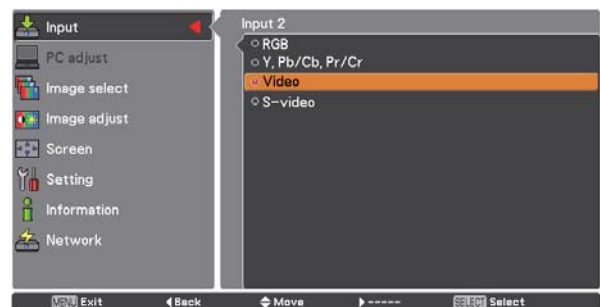 Input
PC adjust
Image select
Image adjust
Screen
Setting
Information
Network
Input 2
RGB
Y, Pb/Cb, Pr/Cr
Video
S-video
MENU Exit Back Move ----- SELECT Select